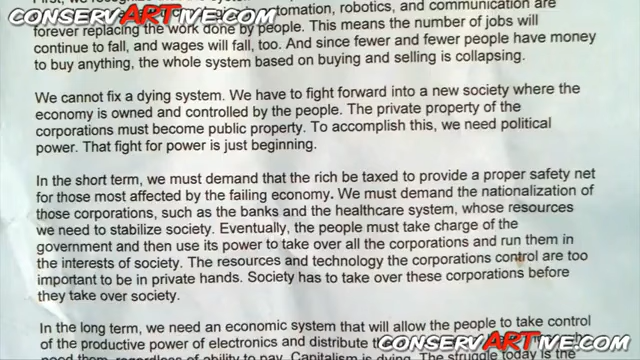 CONSERVARTIVE.COM
automation, robotics, and communication are
forever replacing the work done by people. This means the number of jobs will
continue to fall, and wages will fall, too. And since fewer and fewer people have money
to buy anything, the whole system based on buying and selling is collapsing.
We cannot fix a dying system. We have to fight forward into a new society where the
economy is owned and controlled by the people. The private property of the
corporations must become public property. To accomplish this, we need political
power. That fight for power is just beginning.
In the short term, we must demand that the rich be taxed to provide a proper safety net
for those most affected by the failing economy. We must demand the nationalization of
those corporations, such as the banks and the healthcare system, whose resources
we need to stabilize society. Eventually, the people must take charge of the
government and then use its power to take over all the corporations and run them in
the interests of society. The resources and technology the corporations control are too
important to be in private hands. Society has to take over these corporations before
they take over society.
In the long term, we need an economic system that will allow the people to take control
of the productive power of electronics and distribute
need them, regardless of ability to pay. Capitalism is dying. The struggle today is the
CONSERVARTIVE.COM